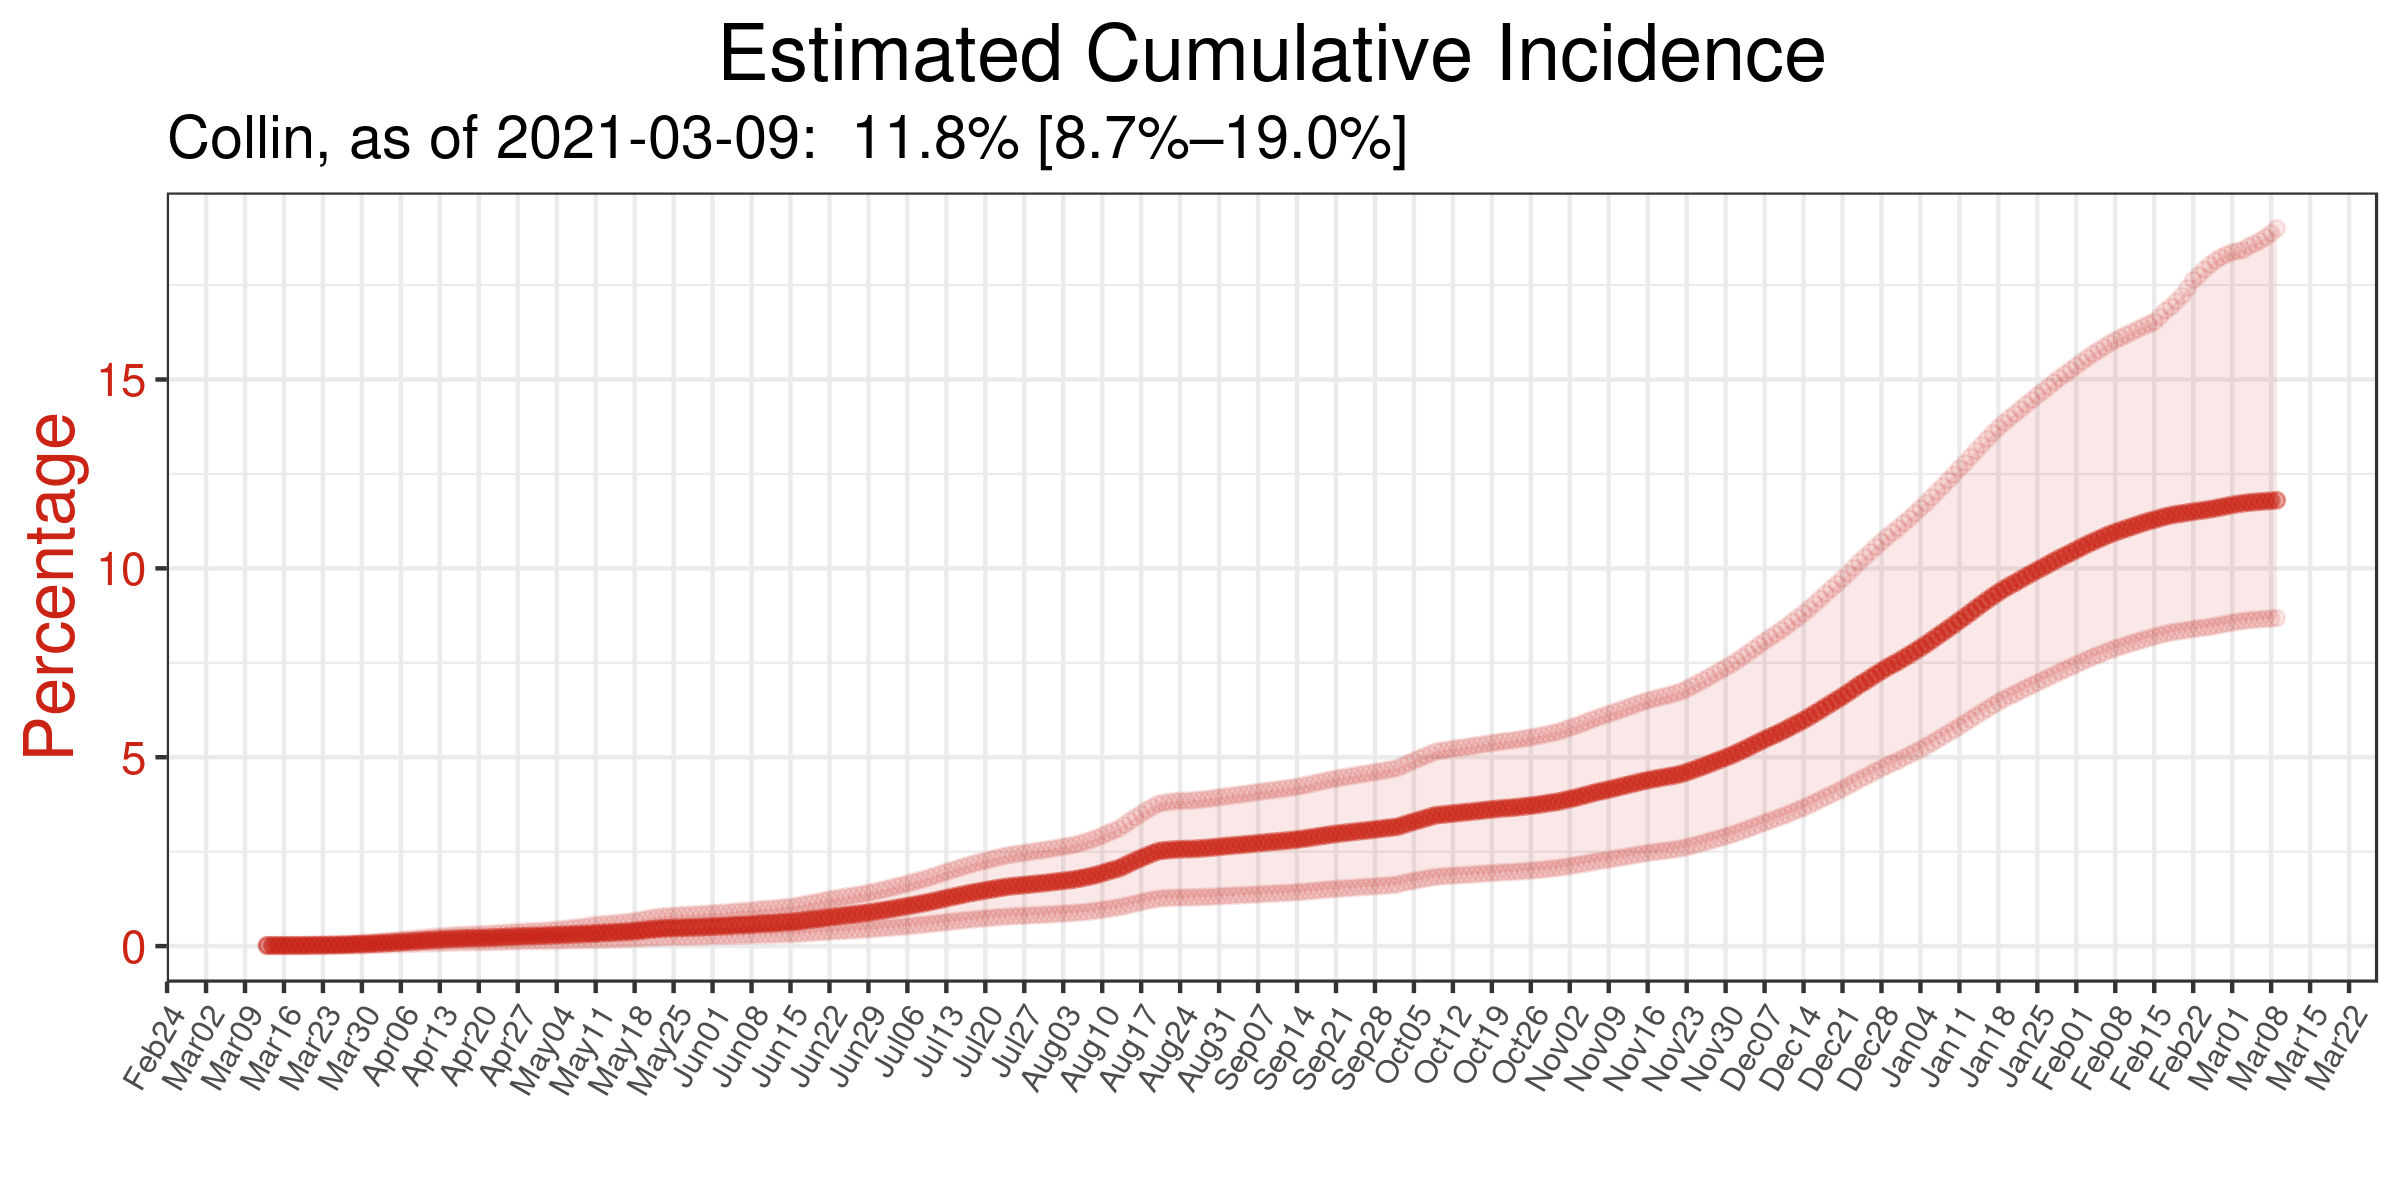 Estimated Cumulative Incidence
Collin, as of 2021-03-09:  11.8% [8.7%–19.0%]
Percentage
15
10
5
0
Feb24
Mar02
Mar09
Mar16
Mar23
Mar30
Apr06
Apr13
Apr20
Apr27
May04
May11
May18
May25
Jun01
Jun08
Jun15
Jun22
Jun29
Jul06
Jul13
Jul20
Jul27
Aug03
Aug10
Aug17
Aug24
Aug31
Sep07
Sep14
Sep21
Sep28
Oct05
Oct12
Oct19
Oct26
Nov02
Nov09
Nov16
Nov23
Nov30
Dec07
Dec14
Dec21
Dec28
Jan04
Jan11
Jan18
Jan25
Feb01
Feb08
Feb15
Feb22
Mar01
Mar08
Mar15
Mar22